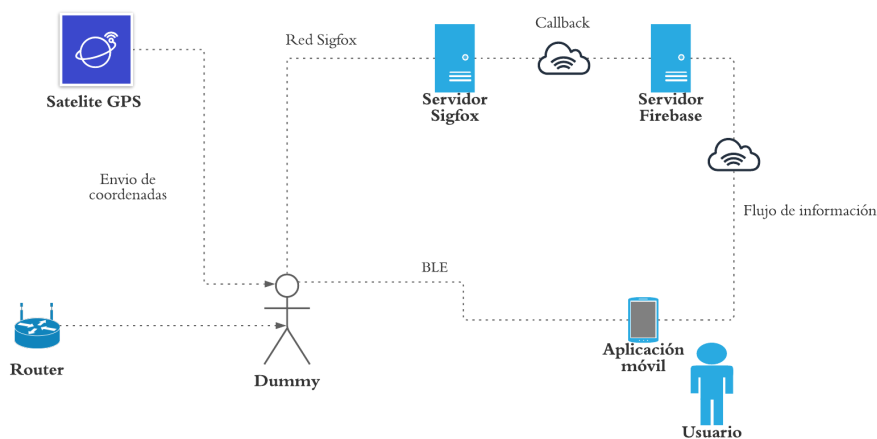 Callback
Red Sigfox
Satelite GPS
Servidor
Sigfox
Servidor
Firebase
Envio de
coordenadas
Flujo de información
BLE
Router
Dummy
Aplicación
móvil
Usuario